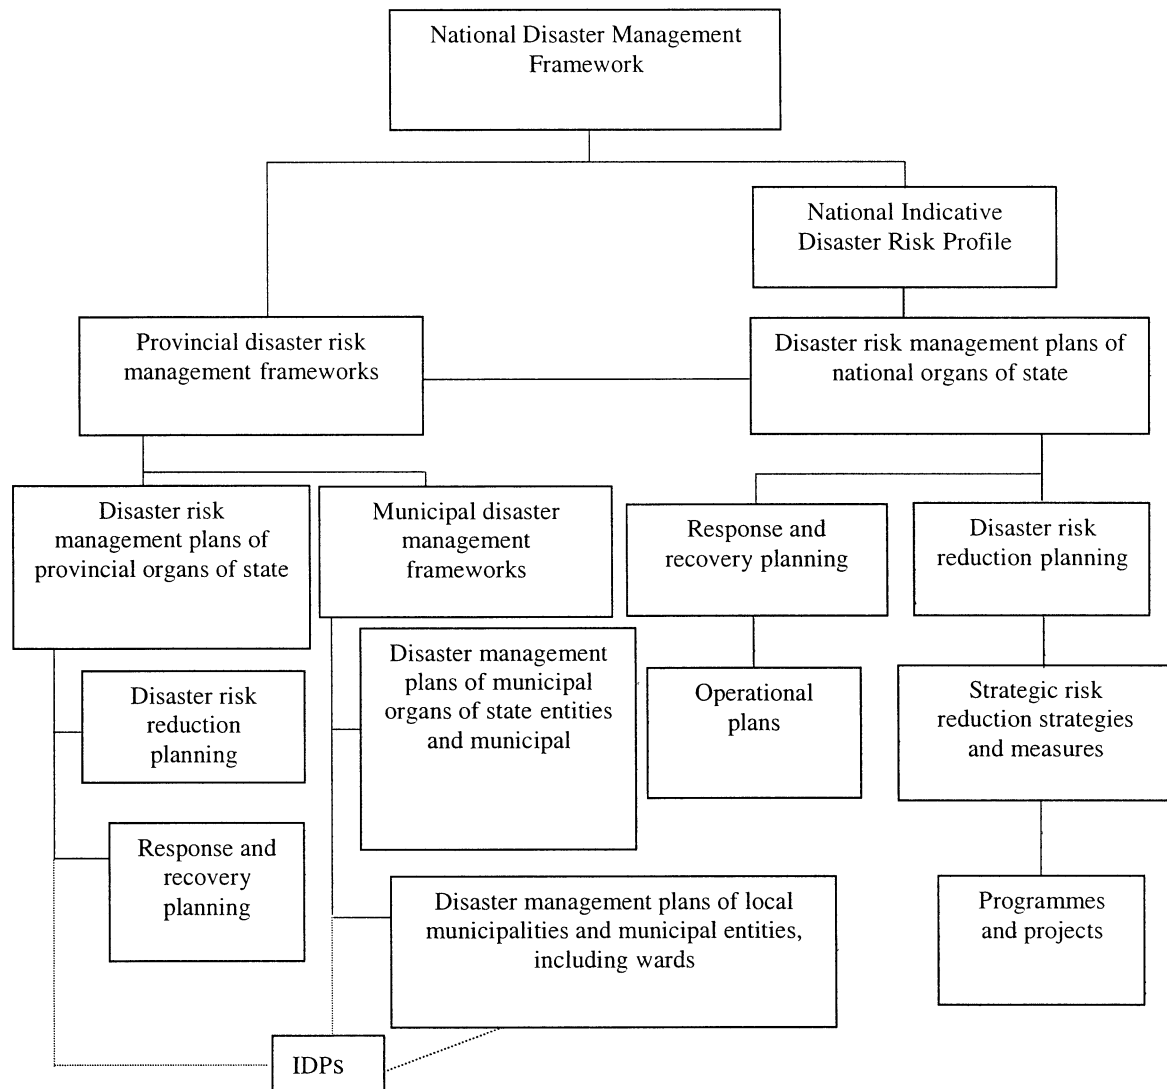 National Disaster Management
Framework
National Indicative
Disaster Risk Profile
Provincial disaster risk
management frameworks
Disaster risk management plans of
national organs of state
Disaster risk
management plans of
provincial organs of state
Municipal disaster
management
frameworks
Response and
recovery planning
Disaster risk
reduction planning
Disaster management
plans of municipal
organs of state entities
and municipal
Disaster risk
reduction
planning
Operational
plans
Strategic risk
reduction strategies
and measures
Response and
recovery
planning
Disaster management plans of local
municipalities and municipal entities,
including wards
Programmes
and projects
IDPs